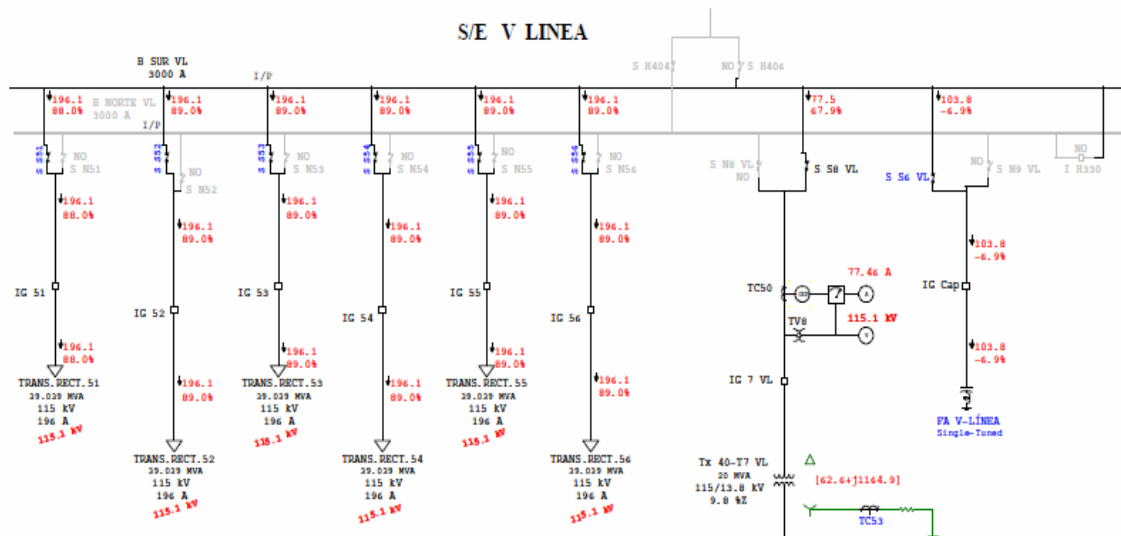 S/E V LINEA
B SUR VL
3000 A
I/P
S H404
NO
S H406
196.1
88.0%
B NORTE VL
3000 A
I/P
196.1
89.0%
196.1
89.0%
196.1
89.0%
196.1
89.0%
196.1
89.0%
77.5
67.9%
103.8
-6.9%
S S51
NO
S N51
S S52
NO
S N52
S S53
NO
S N53
S S54
NO
S N54
S S55
NO
S N55
S S56
NO
S N56
S N8 VL
NO
S S8 VL
S S6 VL
NO
S N9 VL
NO
I H330
196.1
88.0%
196.1
89.0%
196.1
89.0%
196.1
89.0%
196.1
89.0%
196.1
89.0%
103.8
-6.9%
IG 51
IG 52
IG 53
IG 54
IG 55
IG 56
TC50
77.46 A
A
115.1 kV
TV8
V
IG Cap
196.1
88.0%
196.1
89.0%
196.1
89.0%
196.1
89.0%
196.1
89.0%
196.1
89.0%
103.8
-6.9%
IG 7 VL
TRANS.RECT.51
39.039 MVA
115 kV
196 A
115.1 kV
TRANS.RECT.53
39.039 MVA
115 kV
196 A
115.1 kV
TRANS.RECT.55
39.039 MVA
115 kV
196 A
115.1 kV
FA V-LÍNEA
Single-Tuned
TRANS.RECT.52
39.039 MVA
115 kV
196 A
115.1 kV
TRANS.RECT.54
39.039 MVA
115 kV
196 A
115.1 kV
TRANS.RECT.56
39.039 MVA
115 kV
196 A
115.1 kV
Tx 40-T7 VL
20 MVA
115/13.8 kV
9.8 %Z
[62.6+j1164.9]
TC53